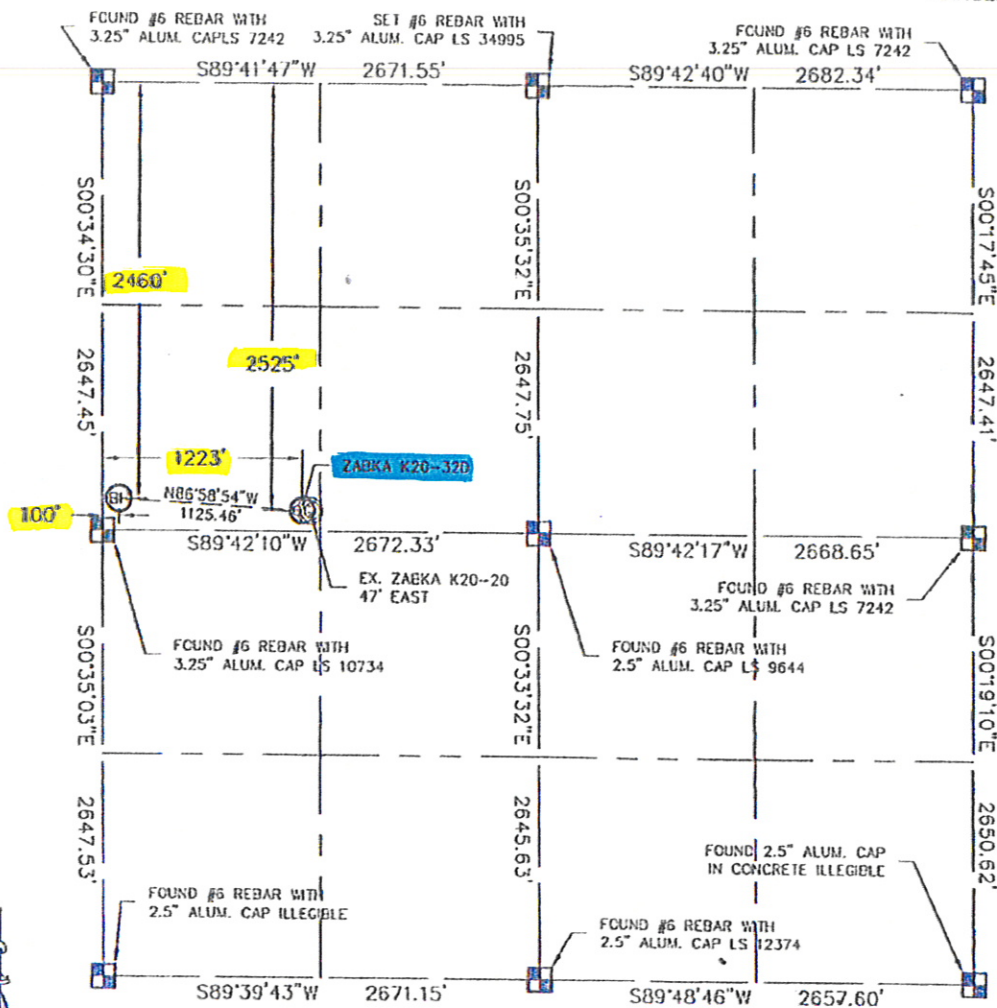 FOUND #6 REBAR WITH
3.25" ALUM. CAPLS 7242
SET #6 REBAR WITH
3.25" ALUM. CAP LS 34995
FOUND #6 REBAR WITH
3.25" ALUM. CAP LS 7242
S89°41'47"W 2671.55'
S89°42'40"W 2682.34'
S00°34'30"E 2647.45'
S00°35'32"E 2647.75'
S00°17'45"E 2647.41'
2460'
2525'
1223'
ZABKA K20-32D
BH
N86°58'54"W
1125.46'
100'
S89°42'10"W 2672.33'
S89°42'17"W 2668.65'
EX. ZABKA K20--20
47' EAST
FOUND #6 REBAR WITH
3.25" ALUM. CAP LS 7242
FOUND #6 REBAR WITH
3.25" ALUM. CAP LS 10734
FOUND #6 REBAR WITH
2.5" ALUM. CAP LS 9644
S00°35'03"E 2647.53'
S00°33'32"E 2645.63'
S00°19'10"E 2650.62'
FOUND 2.5" ALUM. CAP
IN CONCRETE ILLEGIBLE
FOUND #6 REBAR WITH
2.5" ALUM. CAP ILLEGIBLE
FOUND #6 REBAR WITH
2.5" ALUM. CAP LS 12374
S89°39'43"W 2671.15'
S89°48'46"W 2657.60'